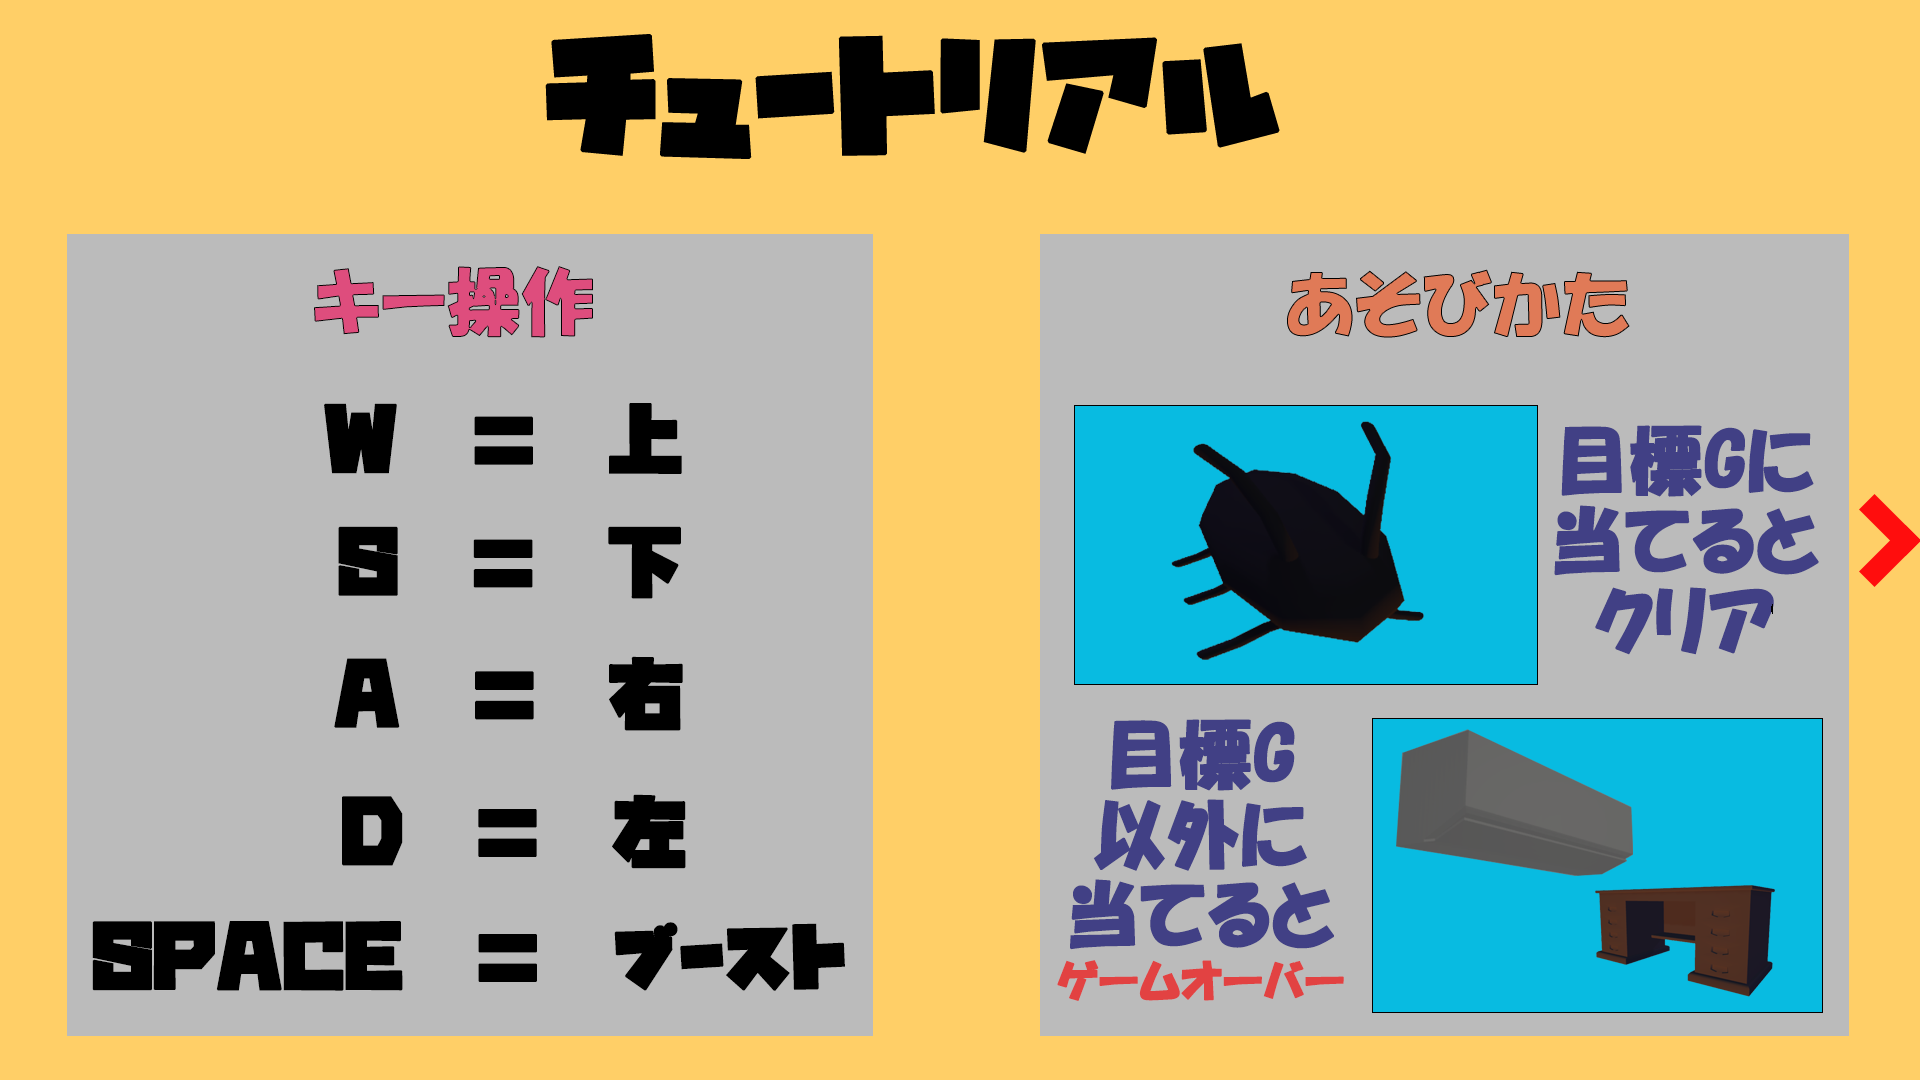 チュートリアル
キー操作
W = 上
S = 下
A = 右
D = 左
SPACE = ブースト
あそびかた
目標Gに
当てると
クリア
目標G
以外に
当てると
ゲームオーバー